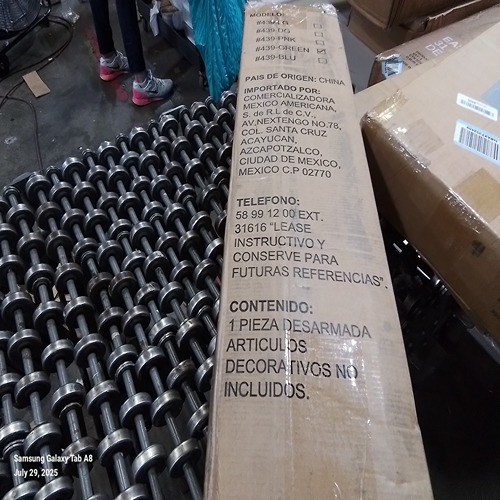 MODELO:
#439-DG
#439-PNK
#439-GREEN
#439-BLU
PAIS DE ORIGEN: CHINA
IMPORTADO POR:
COMERCIALIZADORA
MEXICO AMERICANA,
S. de R.L de C.V.,
AV,NEXTENGO NO.78,
COL. SANTA CRUZ
ACAYUCAN,
AZCAPOTZALCO,
CIUDAD DE MEXICO,
MEXICO C.P 02770
TELEFONO:
58 99 12 00 EXT.
31616 “LEASE
INSTRUCTIVO Y
CONSERVE PARA
FUTURAS REFERENCIAS”.
CONTENIDO:
1 PIEZA DESARMADA
ARTICULOS
DECORATIVOS NO
INCLUIDOS.
Samsung Galaxy Tab A8
July 29, 2025